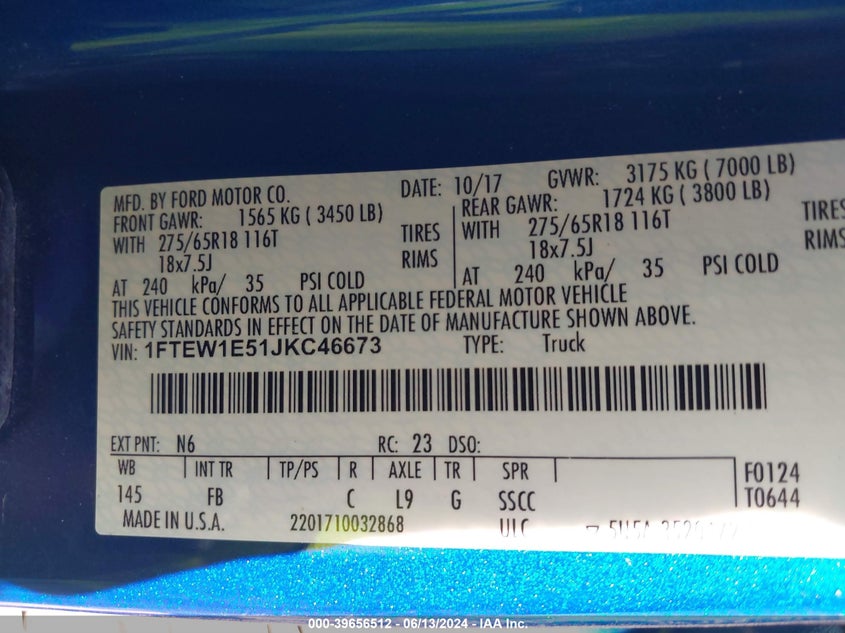 MFD. BY FORD MOTOR CO. DATE: 10/17 GVWR: 3175 KG ( 7000 LB)
FRONT GAWR: 1565 KG ( 3450 LB) REAR GAWR: 1724 KG ( 3800 LB)
WITH 275/65R18 116T TIRES WITH 275/65R18 116T TIRES
18x7.5J RIMS 18x7.5J RIMS
AT 240 kPa/ 35 PSI COLD AT 240 kPa/ 35 PSI COLD
THIS VEHICLE CONFORMS TO ALL APPLICABLE FEDERAL MOTOR VEHICLE
SAFETY STANDARDS IN EFFECT ON THE DATE OF MANUFACTURE SHOWN ABOVE.
VIN: 1FTEW1E51JKC46673 TYPE: Truck
EXT PNT: N6 RC: 23 DSO:
WB INT TR TP/PS R AXLE TR SPR F0124
145 FB C L9 G SSCC T0644
MADE IN U.S.A. 2201710032868 ULC
000-39656512 - 06/13/2024 - IAA Inc.